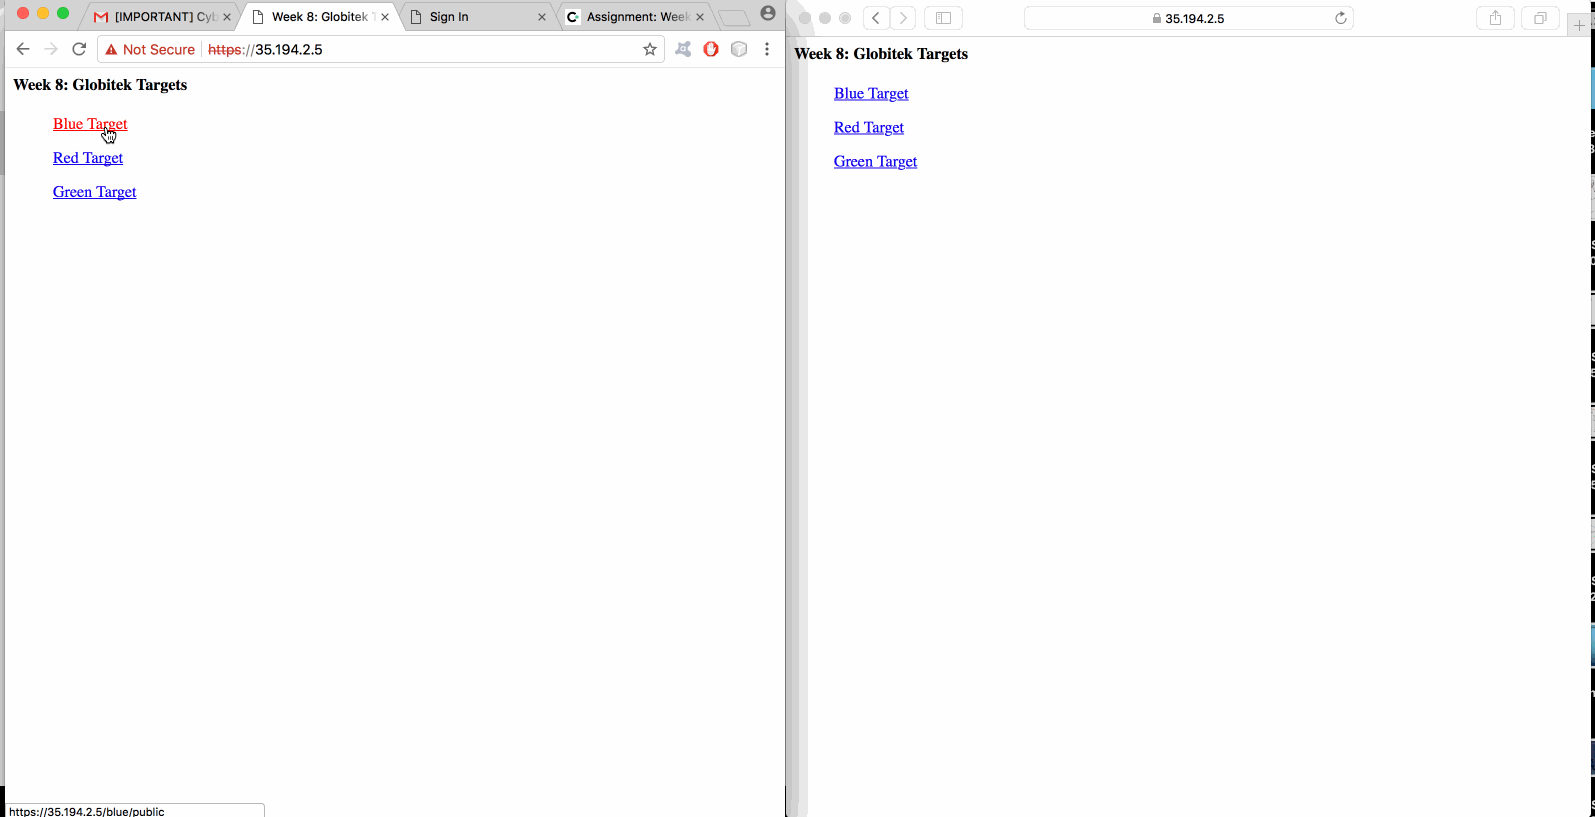 [IMPORTANT] Cyb
Week 8: Globitek T
Sign In
Assignment: Week
Not Secure
https://35.194.2.5
Week 8: Globitek Targets
Blue Target
Red Target
Green Target
https://35.194.2.5/blue/public
35.194.2.5
Week 8: Globitek Targets
Blue Target
Red Target
Green Target